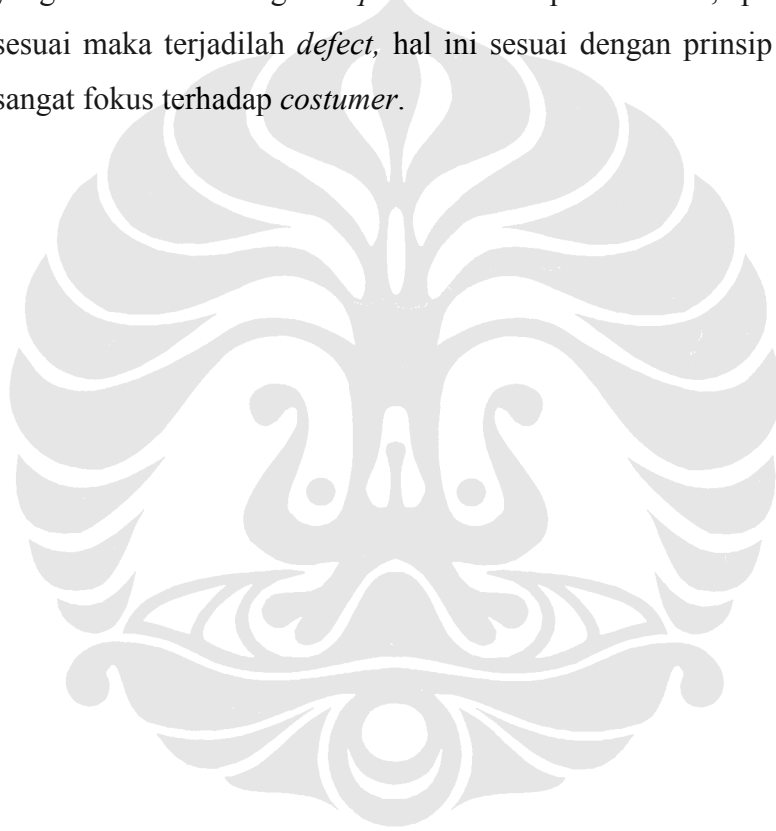 sesuai maka terjadilah defect, hal ini sesuai dengan prinsip
sangat fokus terhadap costumer.